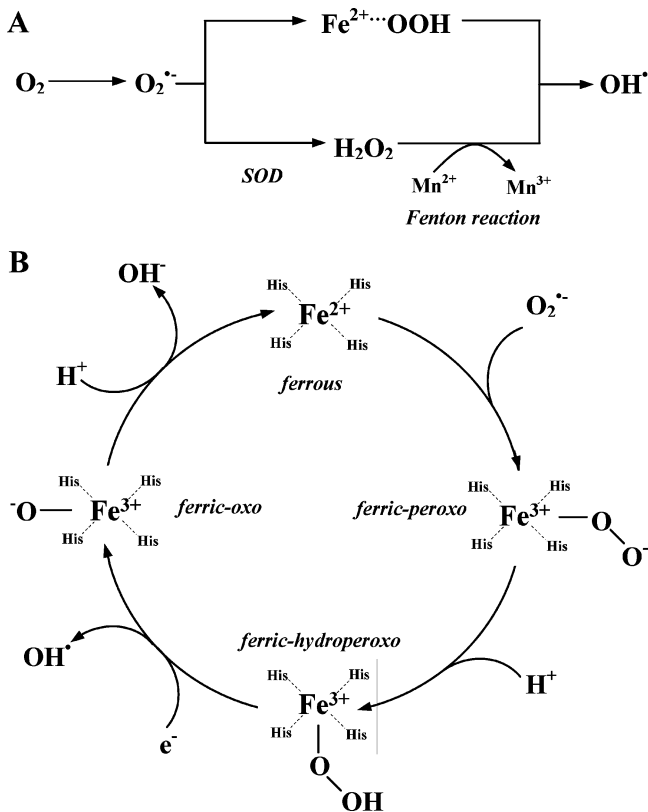 A
O₂
O₂•-
Fe²⁺···OOH
OH•
H₂O₂
SOD
Mn²⁺
Mn³⁺
Fenton reaction
B
OH⁻
H⁺
His His
Fe²⁺
His His
ferrous
O₂•-
His His
⁻O Fe³⁺
His His
ferric-oxo
ferric-peroxo
His His
Fe³⁺ O
His His
O⁻
ferric-hydroperoxo
OH•
His His
Fe³⁺
His His
H⁺
e⁻
O
OH